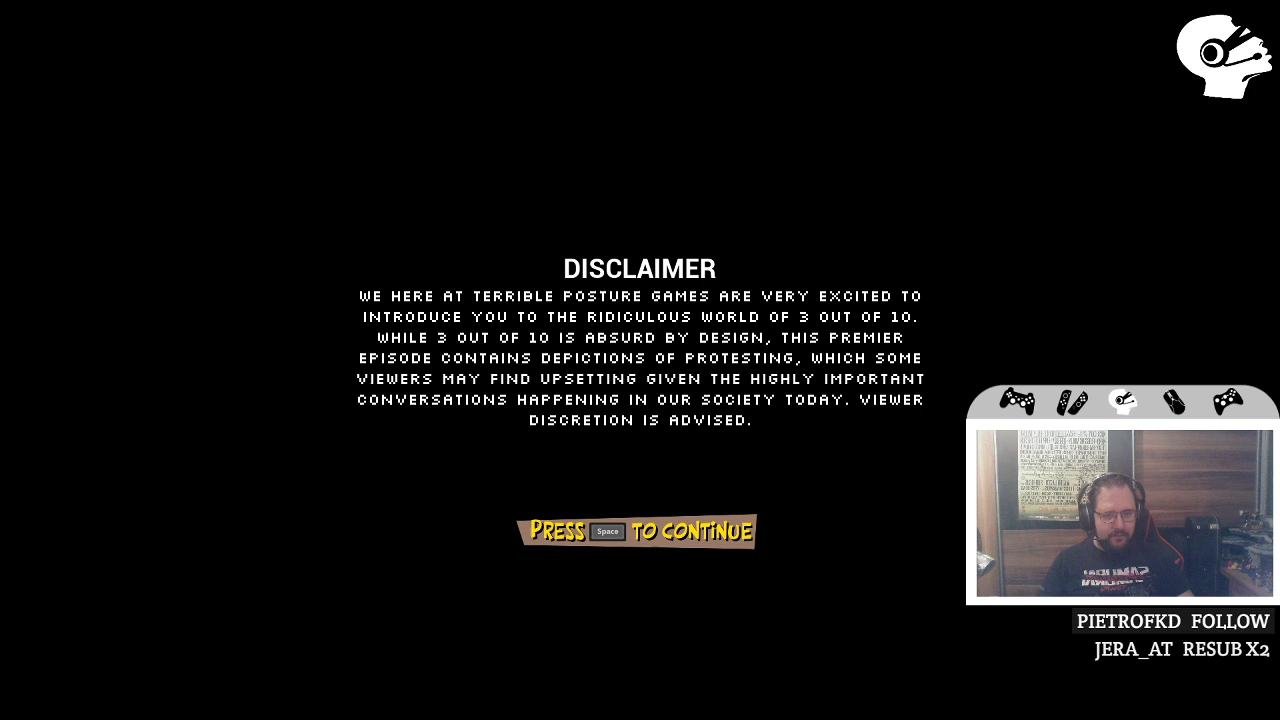 DISCLAIMER
WE HERE AT TERRIBLE POSTURE GAMES ARE VERY EXCITED TO
INTRODUCE YOU TO THE RIDICULOUS WORLD OF 3 OUT OF 10.
WHILE 3 OUT OF 10 IS ABSURD BY DESIGN, THIS PREMIER
EPISODE CONTAINS DEPICTIONS OF PROTESTING, WHICH SOME
VIEWERS MAY FIND UPSETTING GIVEN THE HIGHLY IMPORTANT
CONVERSATIONS HAPPENING IN OUR SOCIETY TODAY. VIEWER
DISCRETION IS ADVISED.
PRESS Space TO CONTINUE
PIETROFKD FOLLOW
JERA_AT RESUB X2